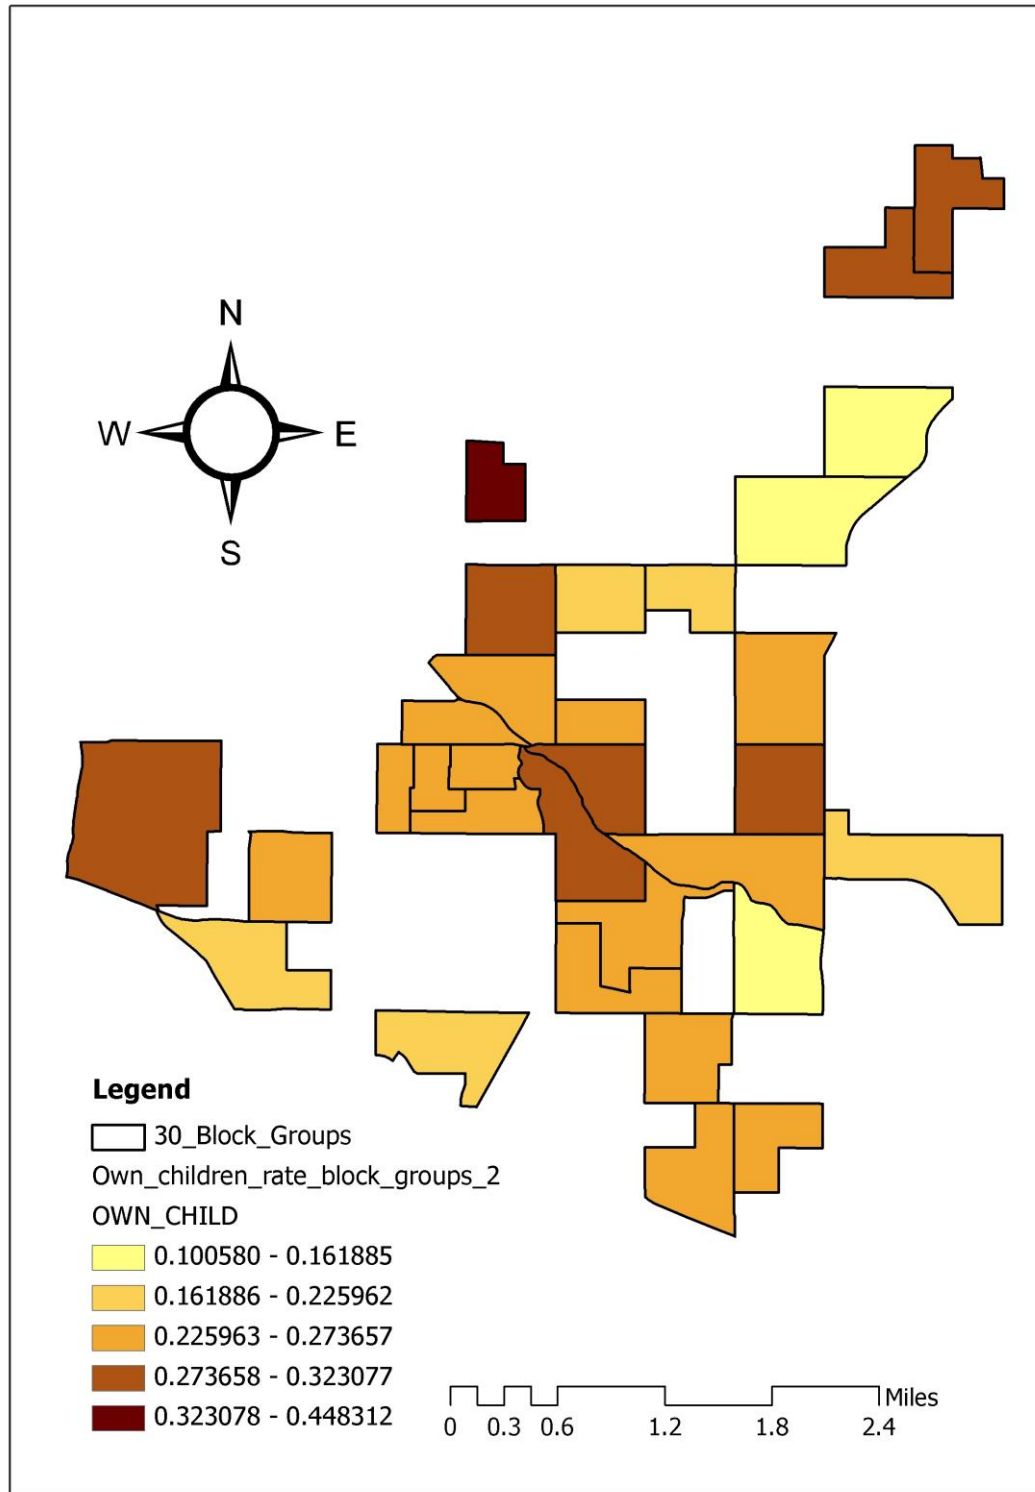 N
W E
S
Legend
30_Block_Groups
Own_children_rate_block_groups_2
OWN_CHILD
0.100580 - 0.161885
0.161886 - 0.225962
0.225963 - 0.273657
0.273658 - 0.323077
0.323078 - 0.448312
Miles
0 0.3 0.6 1.2 1.8 2.4